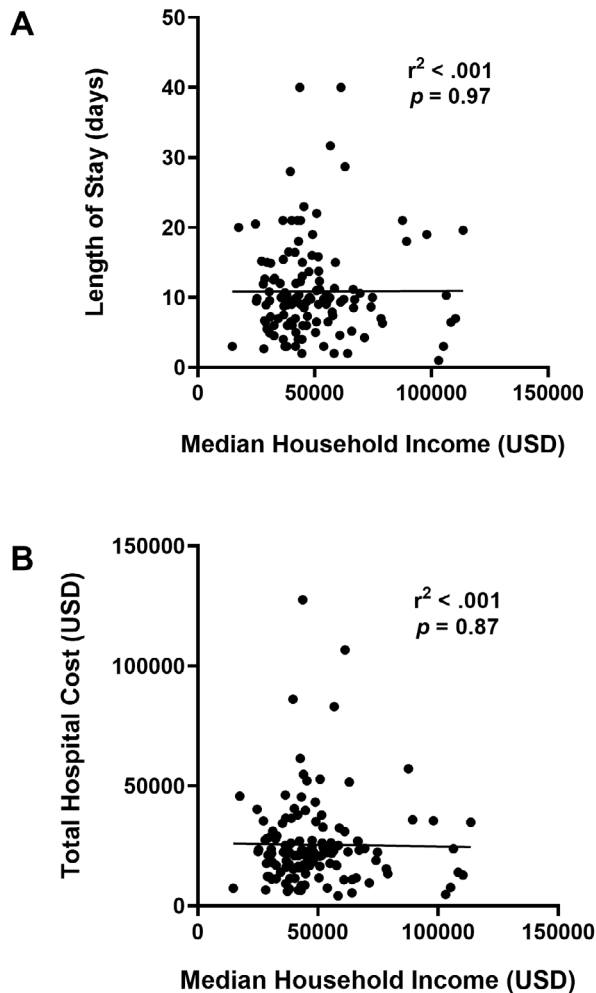 A
50
40
30
20
10
0
Length of Stay (days)
r² < .001
p = 0.97
0 50000 100000 150000
Median Household Income (USD)
B
150000
100000
50000
0
Total Hospital Cost (USD)
r² < .001
p = 0.87
0 50000 100000 150000
Median Household Income (USD)